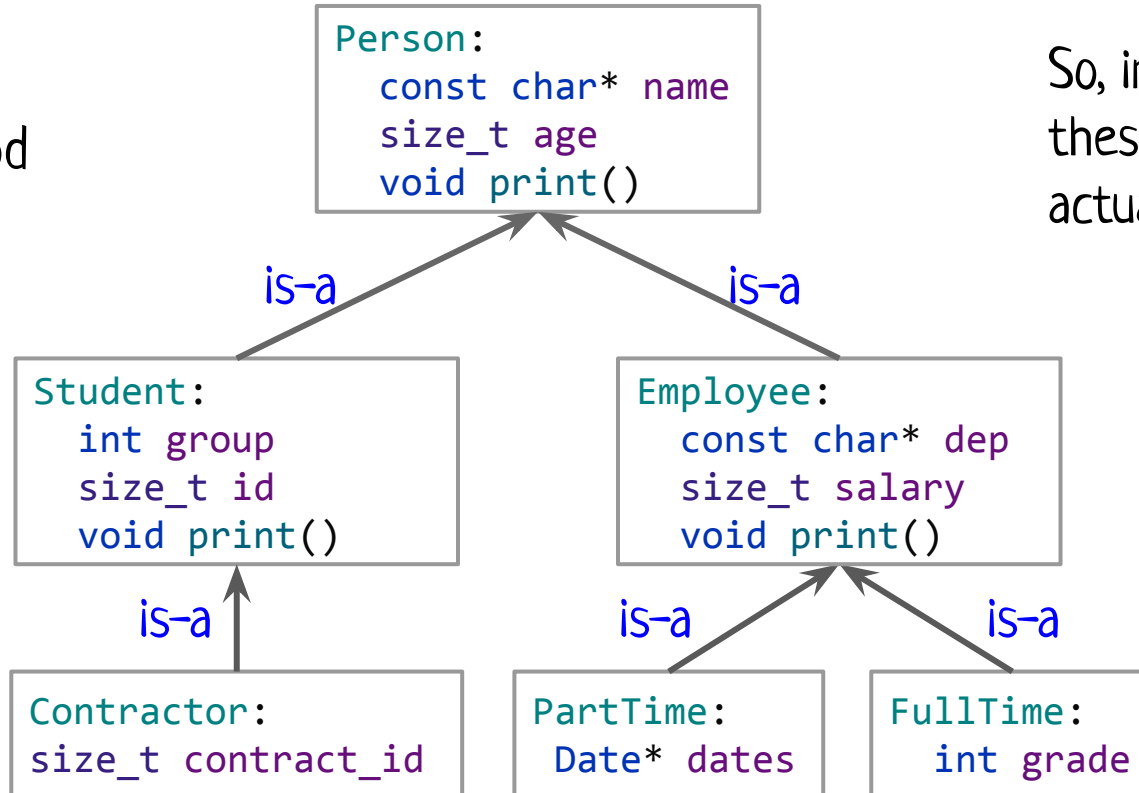 Person:
const char* name
size_t age
void print()
So,
is-a
is-a
Student:
int group
size_t id
void print()
Employee:
const char* dep
size_t salary
void print()
is-a
is-a
is-a
Contractor:
size_t contract_id
PartTime:
Date* dates
FullTime:
int grade